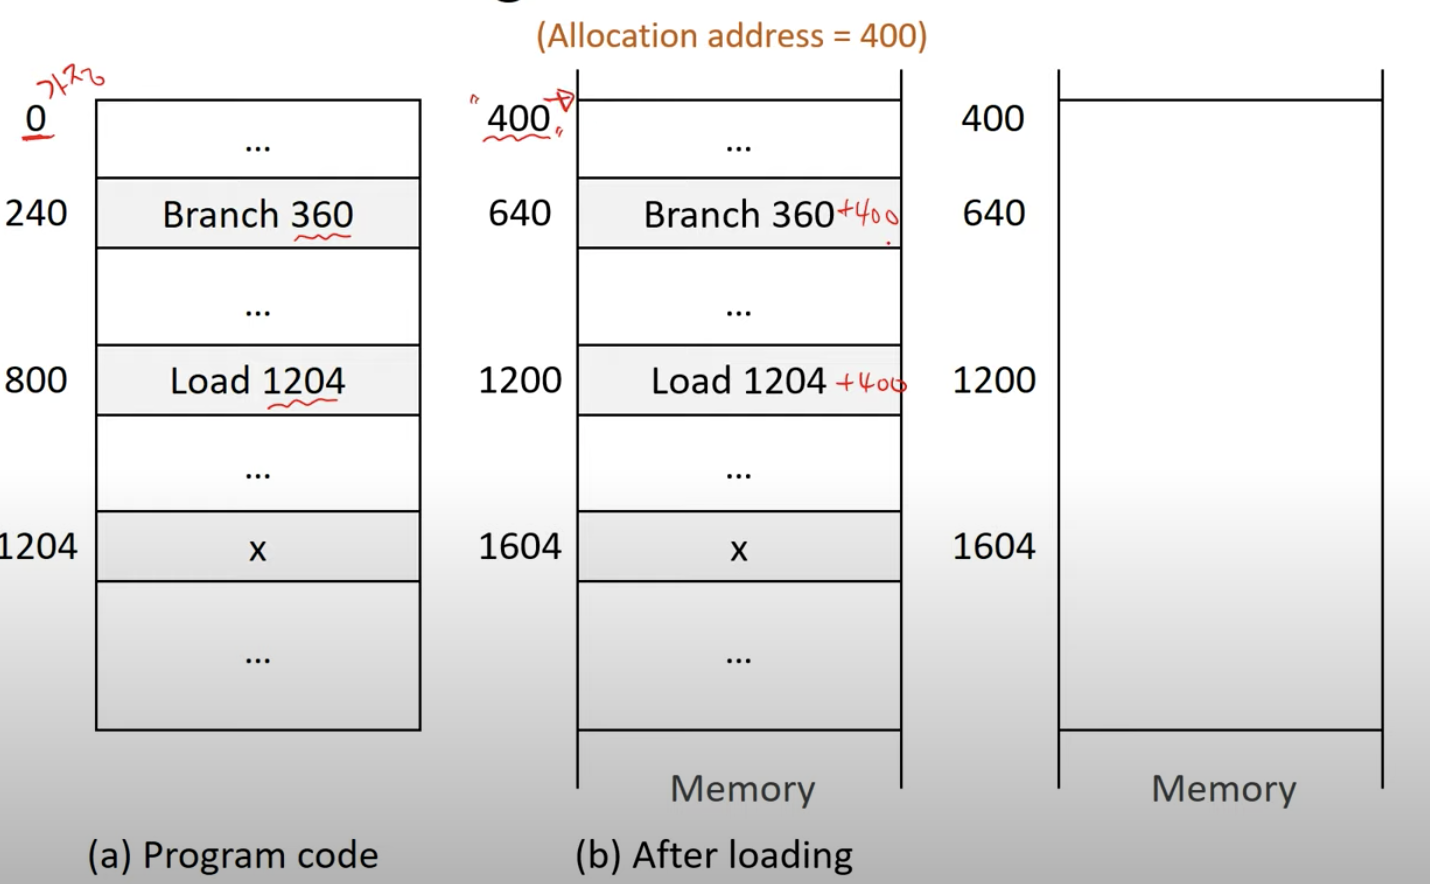 (Allocation address = 400)
가정
0
...
240
Branch 360
...
800
Load 1204
...
1204
x
...
(a) Program code
"400"
...
640
Branch 360+400
...
1200
Load 1204 +400
...
1604
x
...
Memory
(b) After loading
400
640
1200
1604
Memory